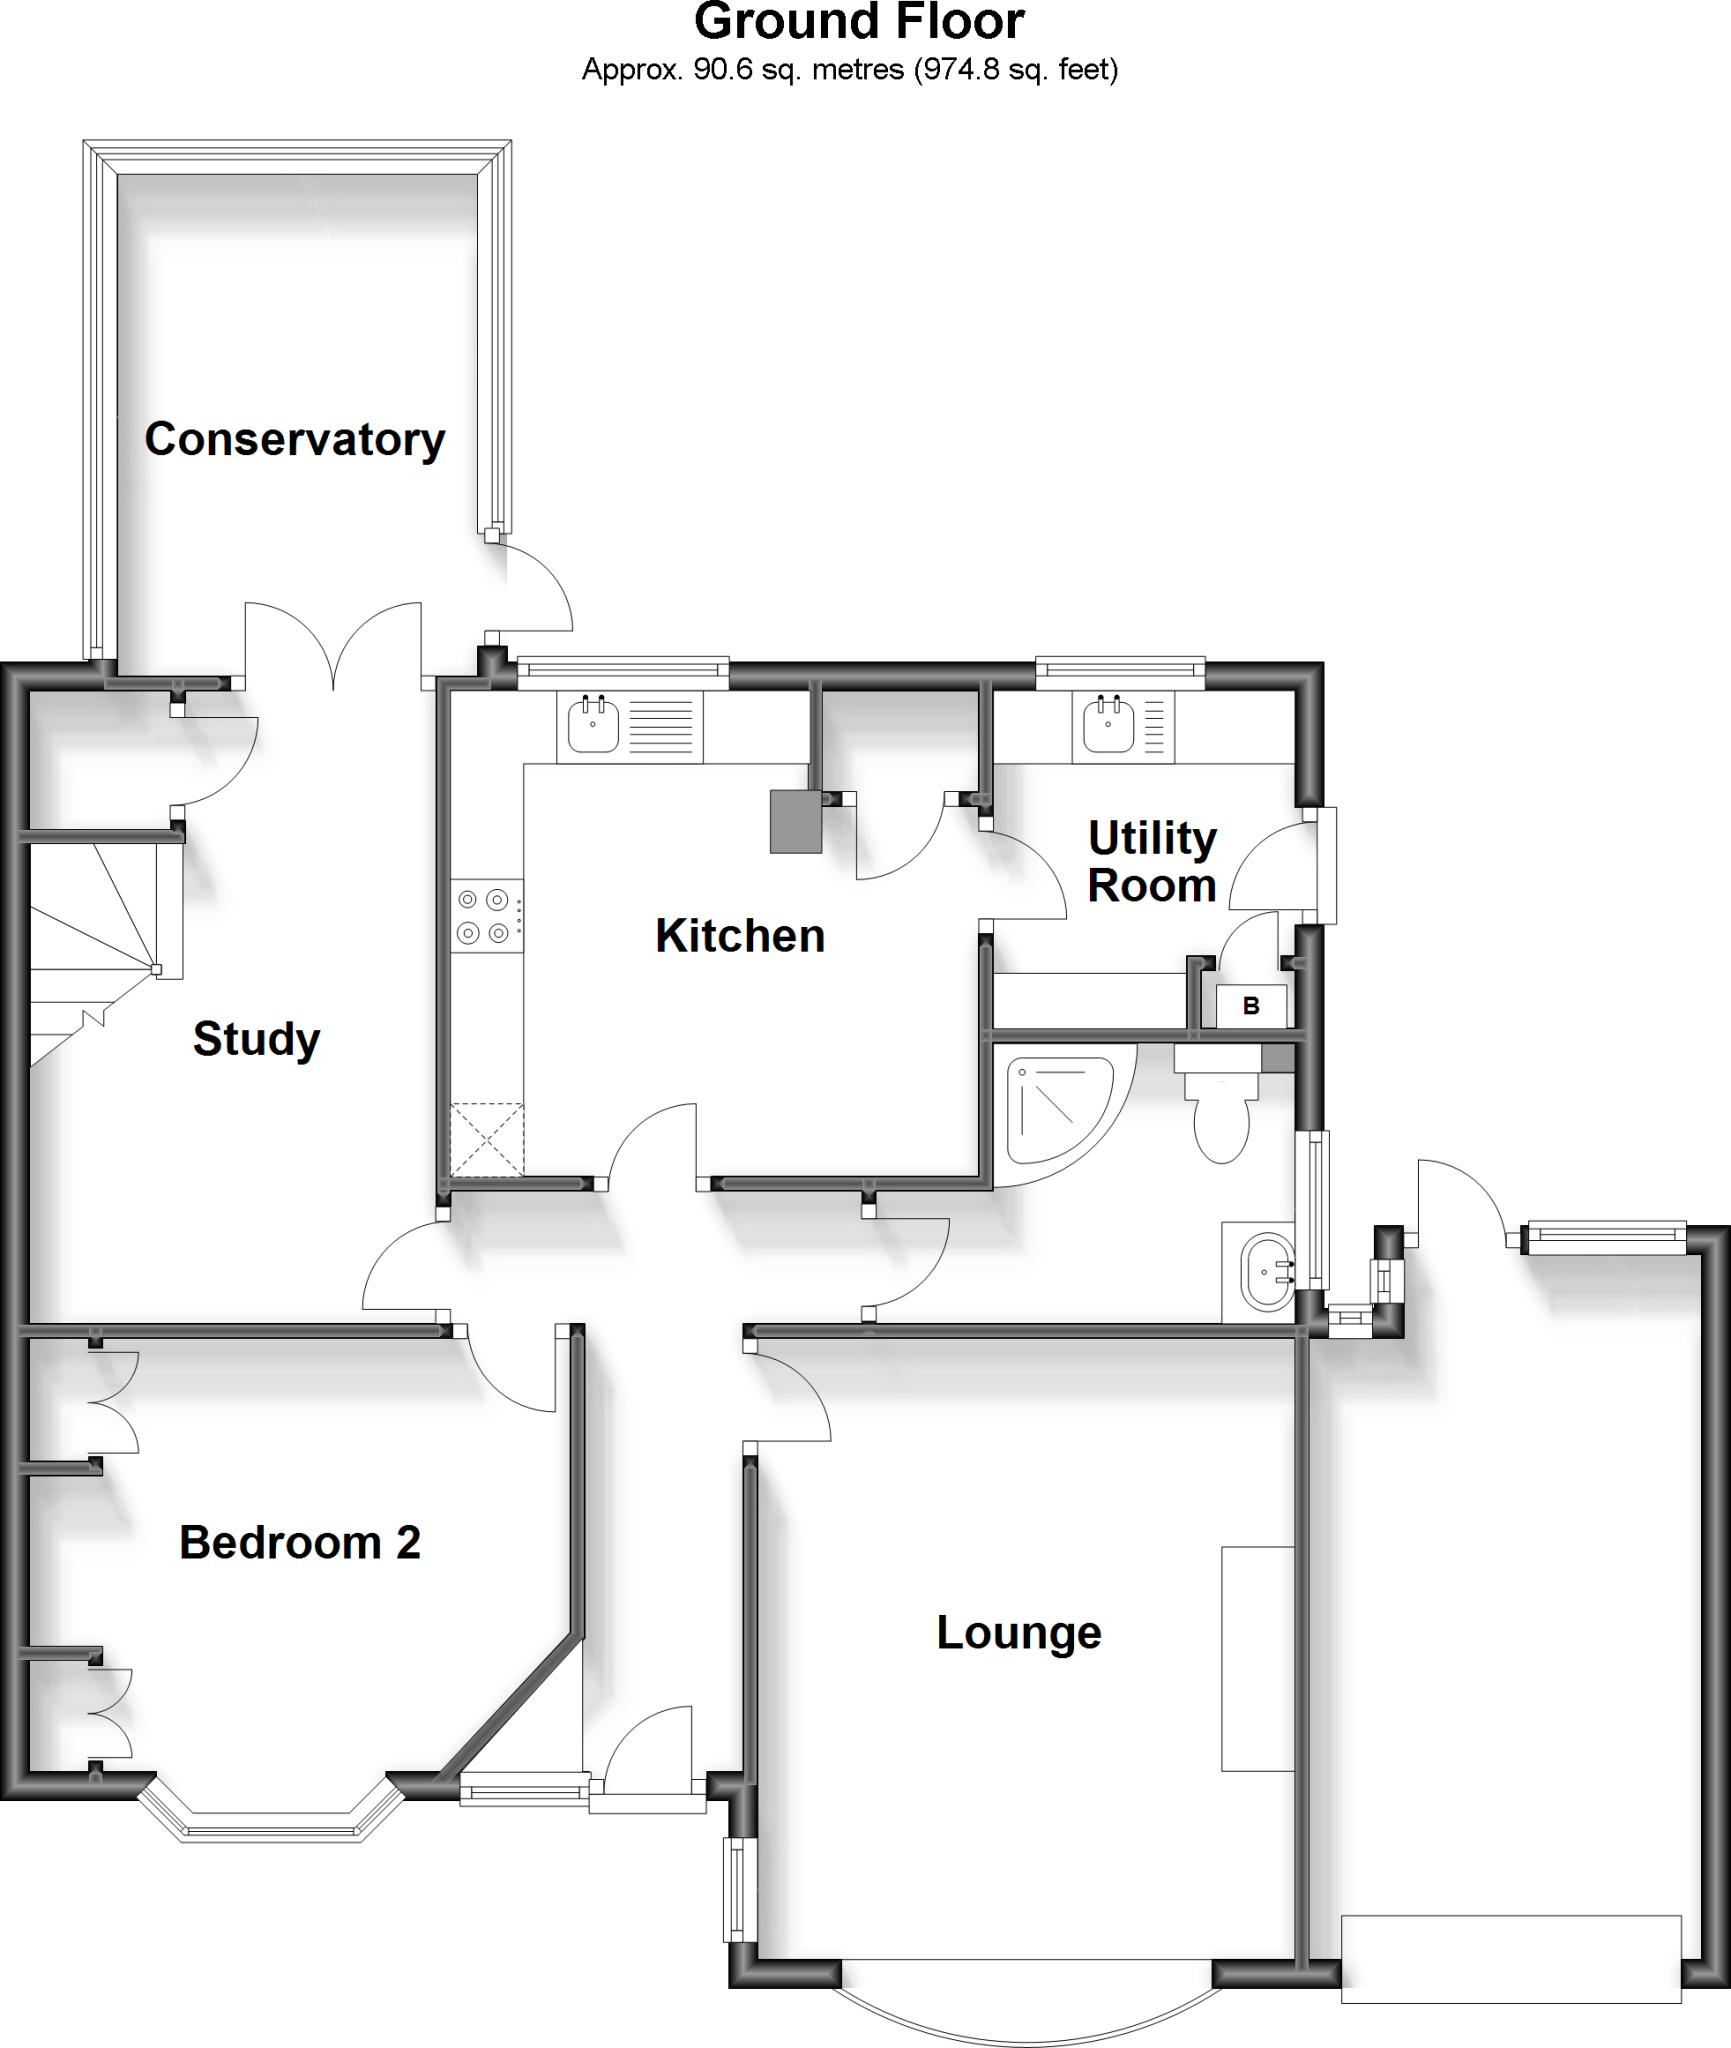 Ground Floor
Approx. 90.6 sq. metres (974.8 sq. feet)
Conservatory
Utility
Room
Kitchen
B
Study
Bedroom 2
Lounge